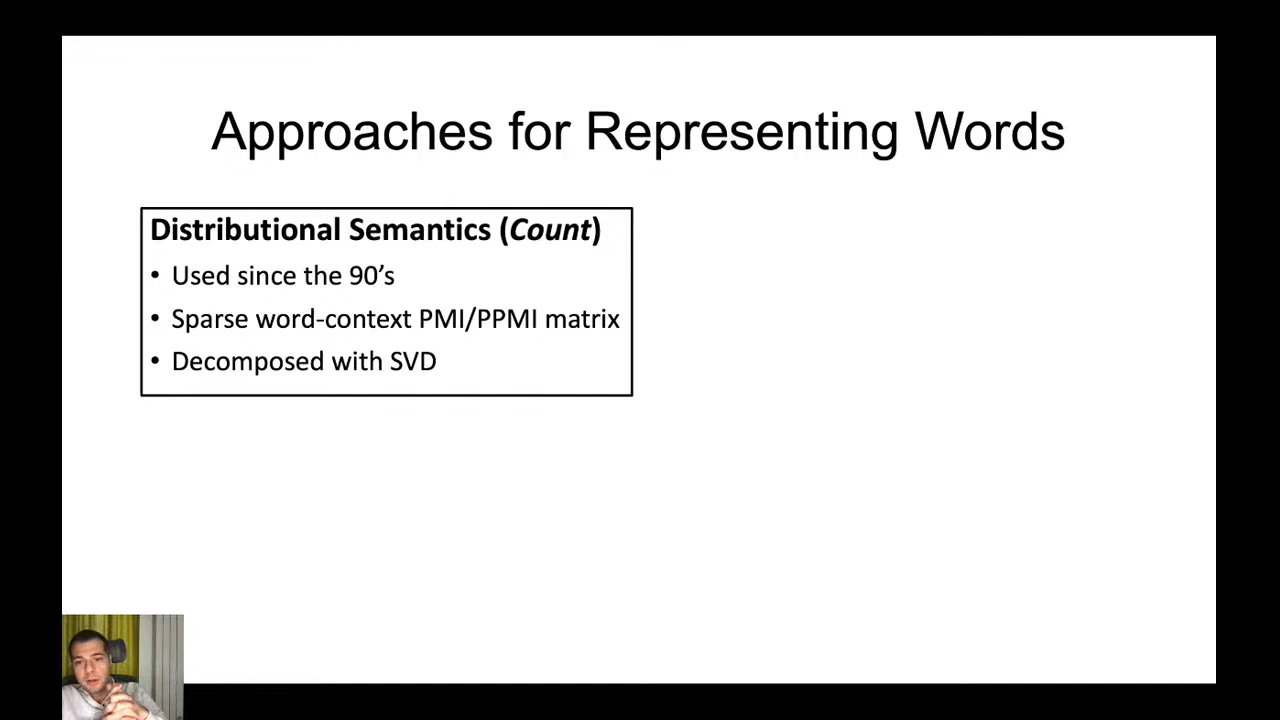 Approaches for Representing Words
Distributional Semantics (Count)
• Used since the 90’s
• Sparse word-context PMI/PPMI matrix
• Decomposed with SVD